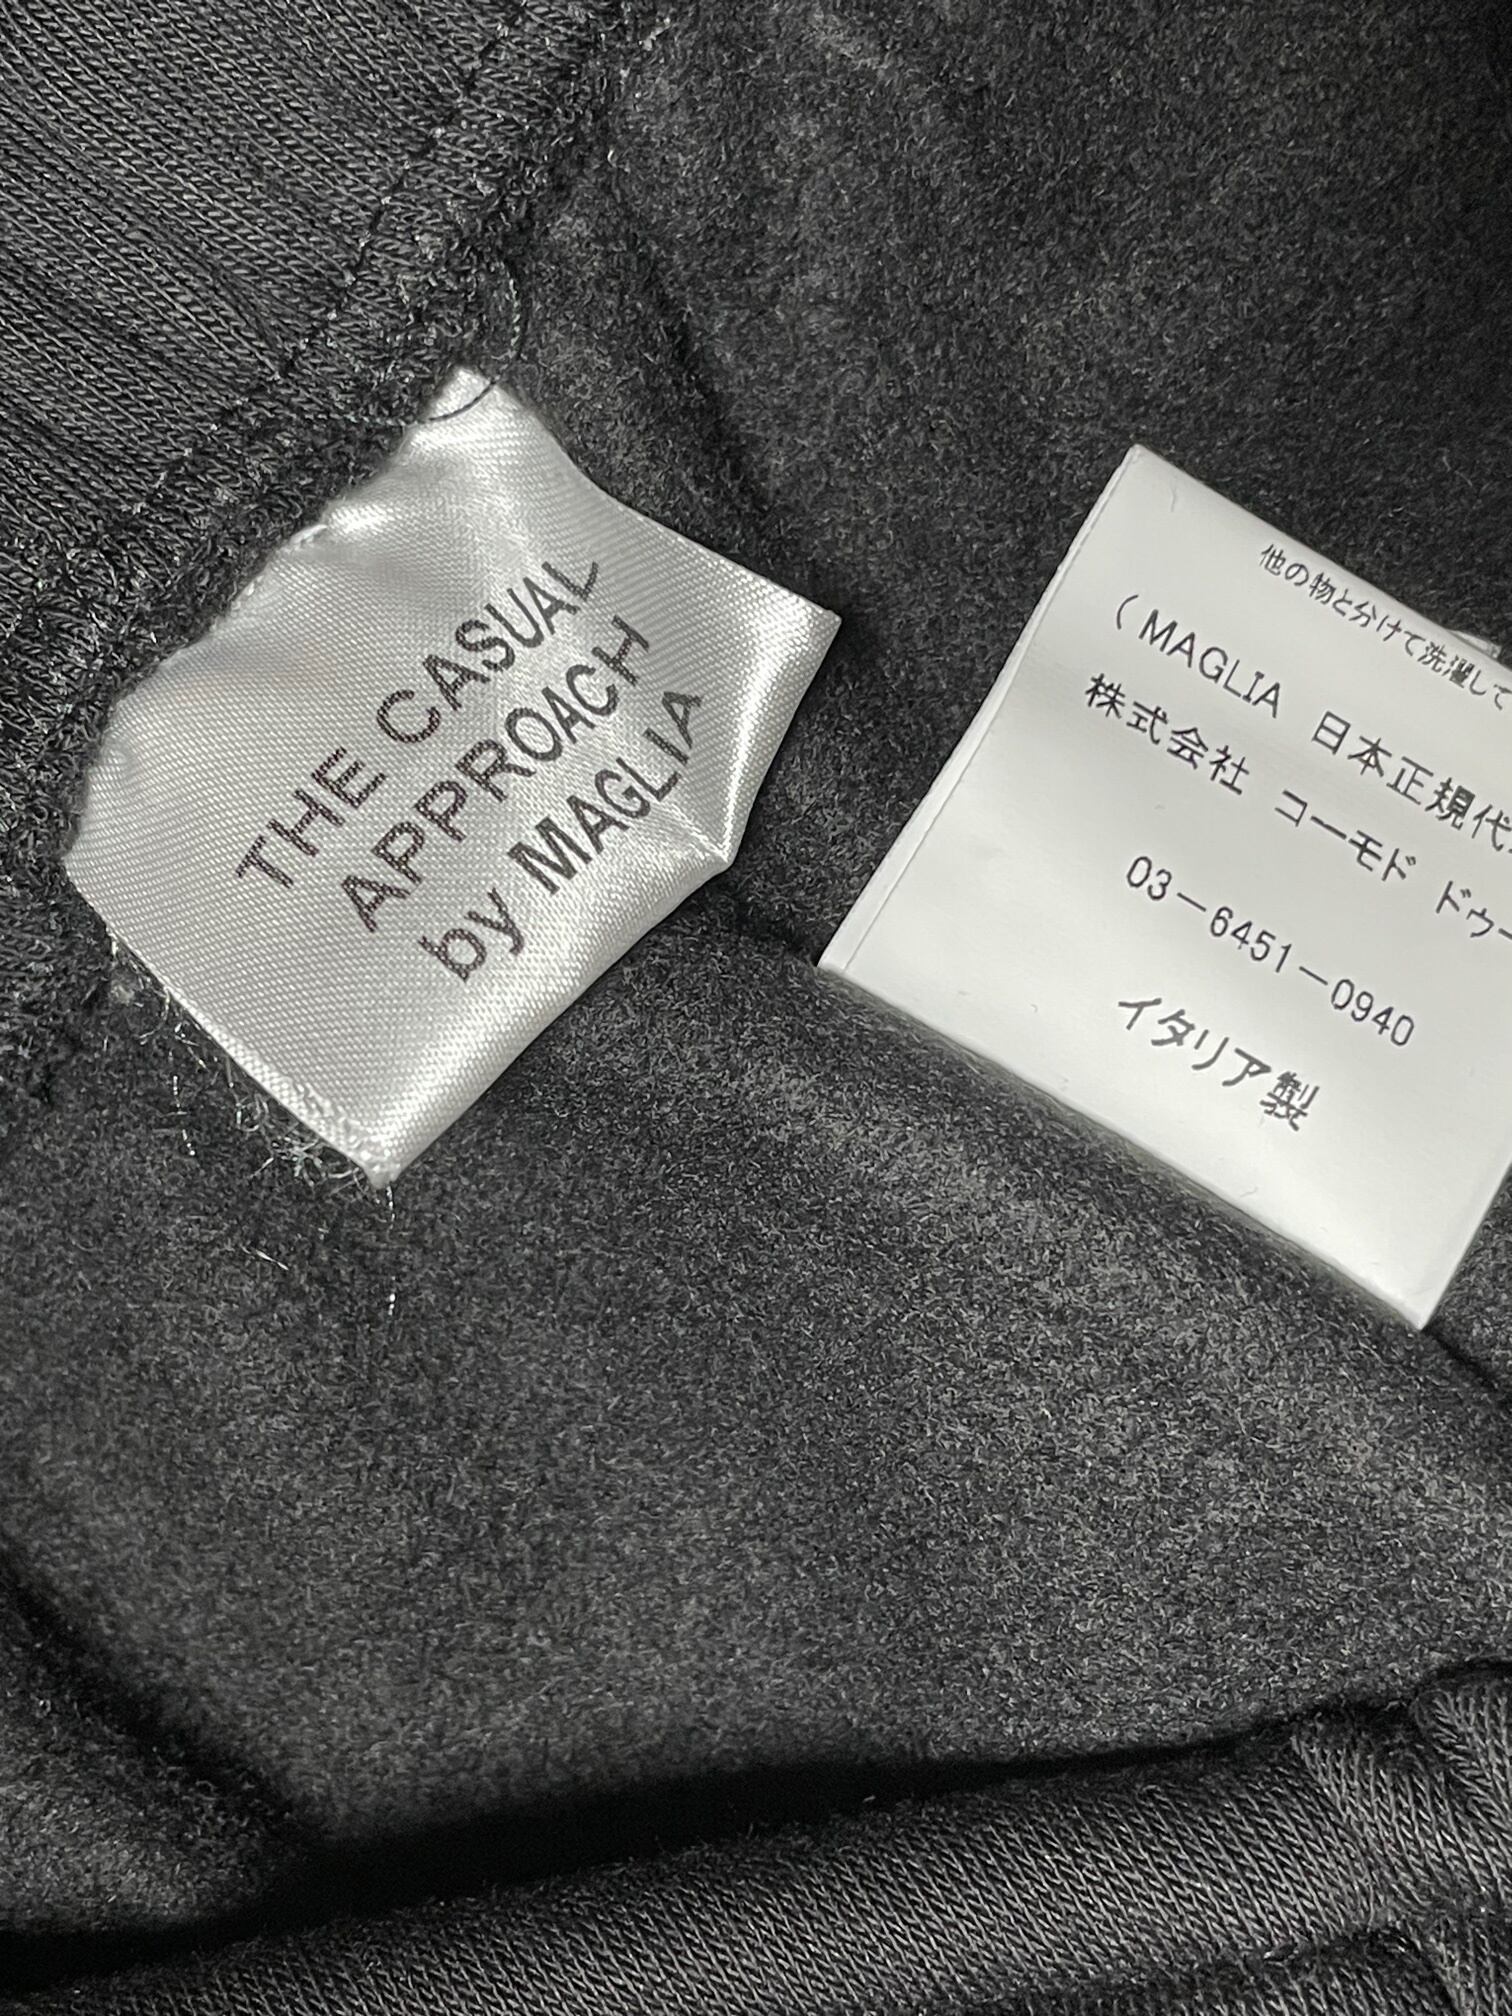 THE CASUAL
APPROACH
by MAGLIA
他の物と分けて洗濯して
(MAGLIA 日本正規代
株式会社 コーモド ドゥー
03-6451-0940
イタリア製